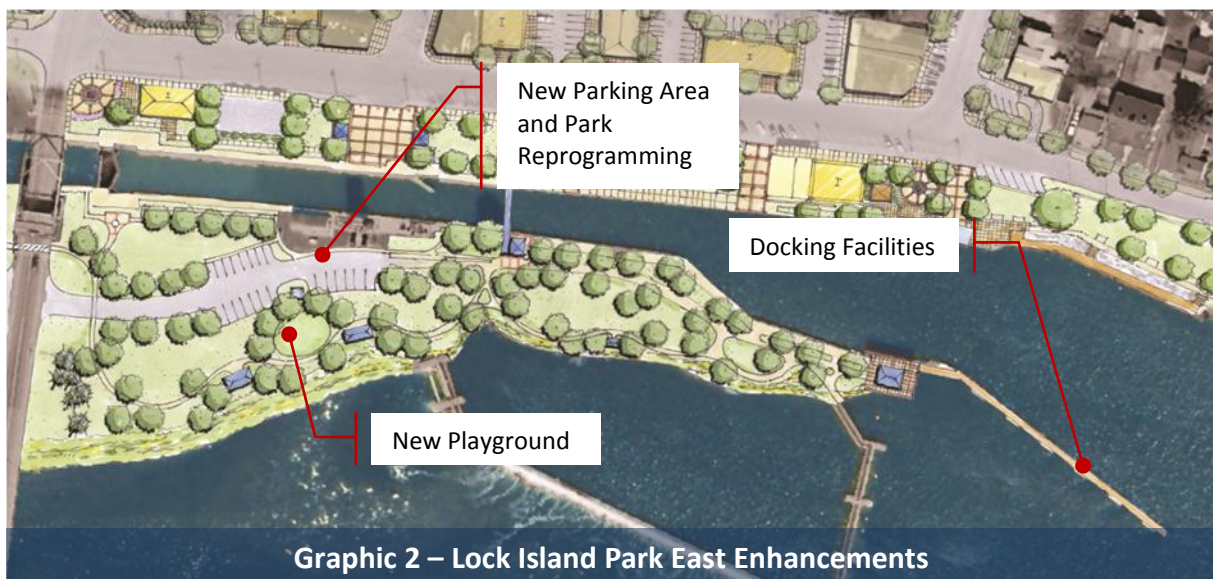 New Parking Area
and Park
Reprogramming
Docking Facilities
New Playground
Graphic 2 – Lock Island Park East Enhancements